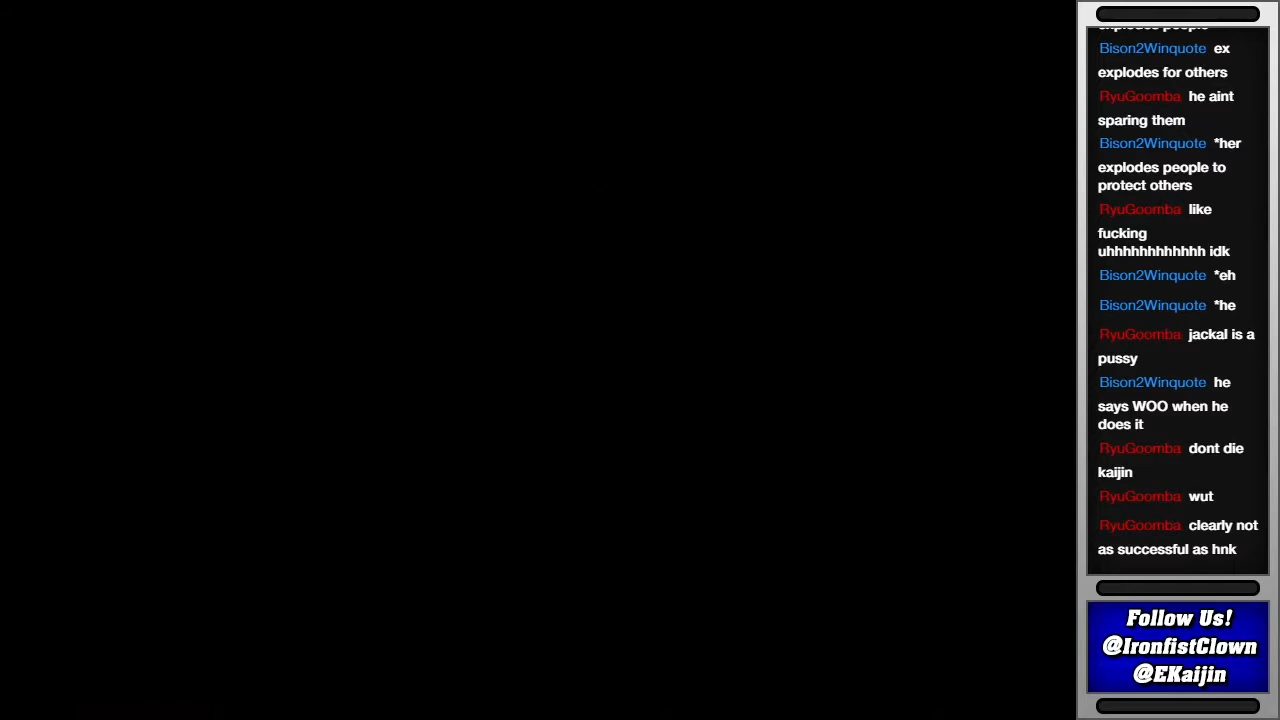 explodes people
Bison2Winquote ex
explodes for others
RyuGoomba he aint
sparing them
Bison2Winquote *her
explodes people to
protect others
RyuGoomba like
fucking
uhhhhhhhhhhhh idk
Bison2Winquote *eh
Bison2Winquote *he
RyuGoomba jackal is a
pussy
Bison2Winquote he
says WOO when he
does it
RyuGoomba dont die
kaijin
RyuGoomba wut
RyuGoomba clearly not
as successful as hnk
Follow Us!
@IronfistClown
@EKaijin